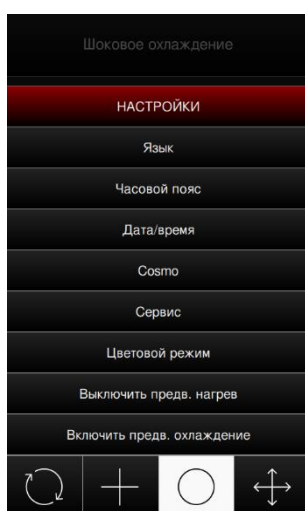 Шоковое охлаждение
НАСТРОЙКИ
Язык
Часовой пояс
Дата/время
Cosmo
Сервис
Цветовой режим
Выключить предв. нагрев
Включить предв. охлаждение